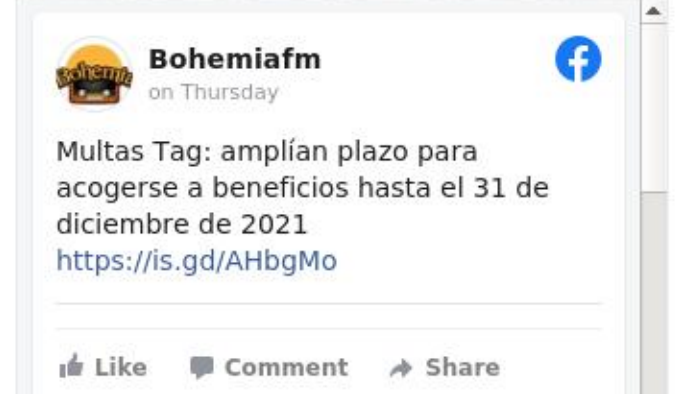 Bohemia
Bohemiafm
on Thursday
Multas Tag: amplían plazo para
acogerse a beneficios hasta el 31 de
diciembre de 2021
https://is.gd/AHbgMo
Like Comment Share